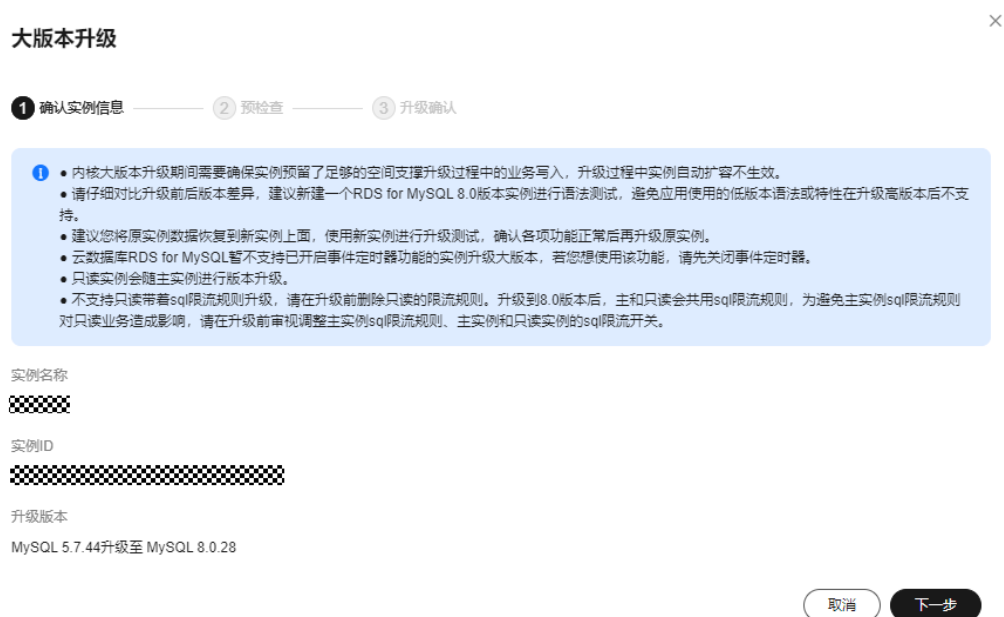 大版本升级
1 确认实例信息 2 预检查 3 升级确认
● 内核大版本升级期间需要确保实例预留了足够的空间支撑升级过程中的业务写入，升级过程中实例自动扩容不生效。
● 请仔细对比升级前后版本差异，建议新建一个RDS for MySQL 8.0版本实例进行语法测试，避免应用使用的低版本语法或特性在升级高版本后不支
持。
● 建议您将原实例数据恢复到新实例上面，使用新实例进行升级测试，确认各项功能正常后再升级原实例。
● 云数据库RDS for MySQL暂不支持已开启事件定时器功能的实例升级大版本，若您想使用该功能，请先关闭事件定时器。
● 只读实例会随主实例进行版本升级。
● 不支持只读带着sql限流规则升级，请在升级前删除只读的限流规则。升级到8.0版本后，主和只读会共用sql限流规则，为避免主实例sql限流规则
对只读业务造成影响，请在升级前审视调整主实例sql限流规则、主实例和只读实例的sql限流开关。
实例名称
实例ID
升级版本
MySQL 5.7.44升级至 MySQL 8.0.28
取消 下一步